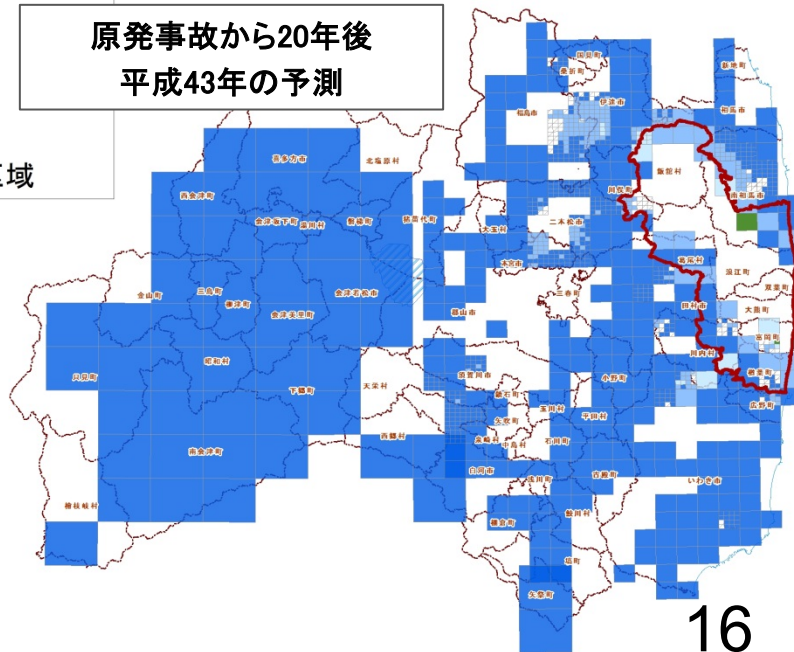 原発事故から20年後
平成43年の予測
区域
国見町
桑折町
新地町
伊達市
相馬市
福島市
喜多方市
北塩原村
飯舘村
南相馬市
川俣町
西会津町
猪苗代町
会津坂下町
湯川村
磐梯町
大玉村
二本松市
本宮市
葛尾村
浪江町
双葉町
金山町
三島町
柳津町
会津若松市
三春町
田村市
大熊町
会津美里町
郡山市
富岡町
川内村
昭和村
只見町
須賀川市
小野町
楢葉町
下郷町
天栄村
鏡石町
玉川村
平田村
広野町
矢吹町
西郷村
泉崎村
中島村
石川町
南会津町
白河市
浅川町
古殿町
いわき市
檜枝岐村
棚倉町
鮫川村
塙町
矢祭町
16